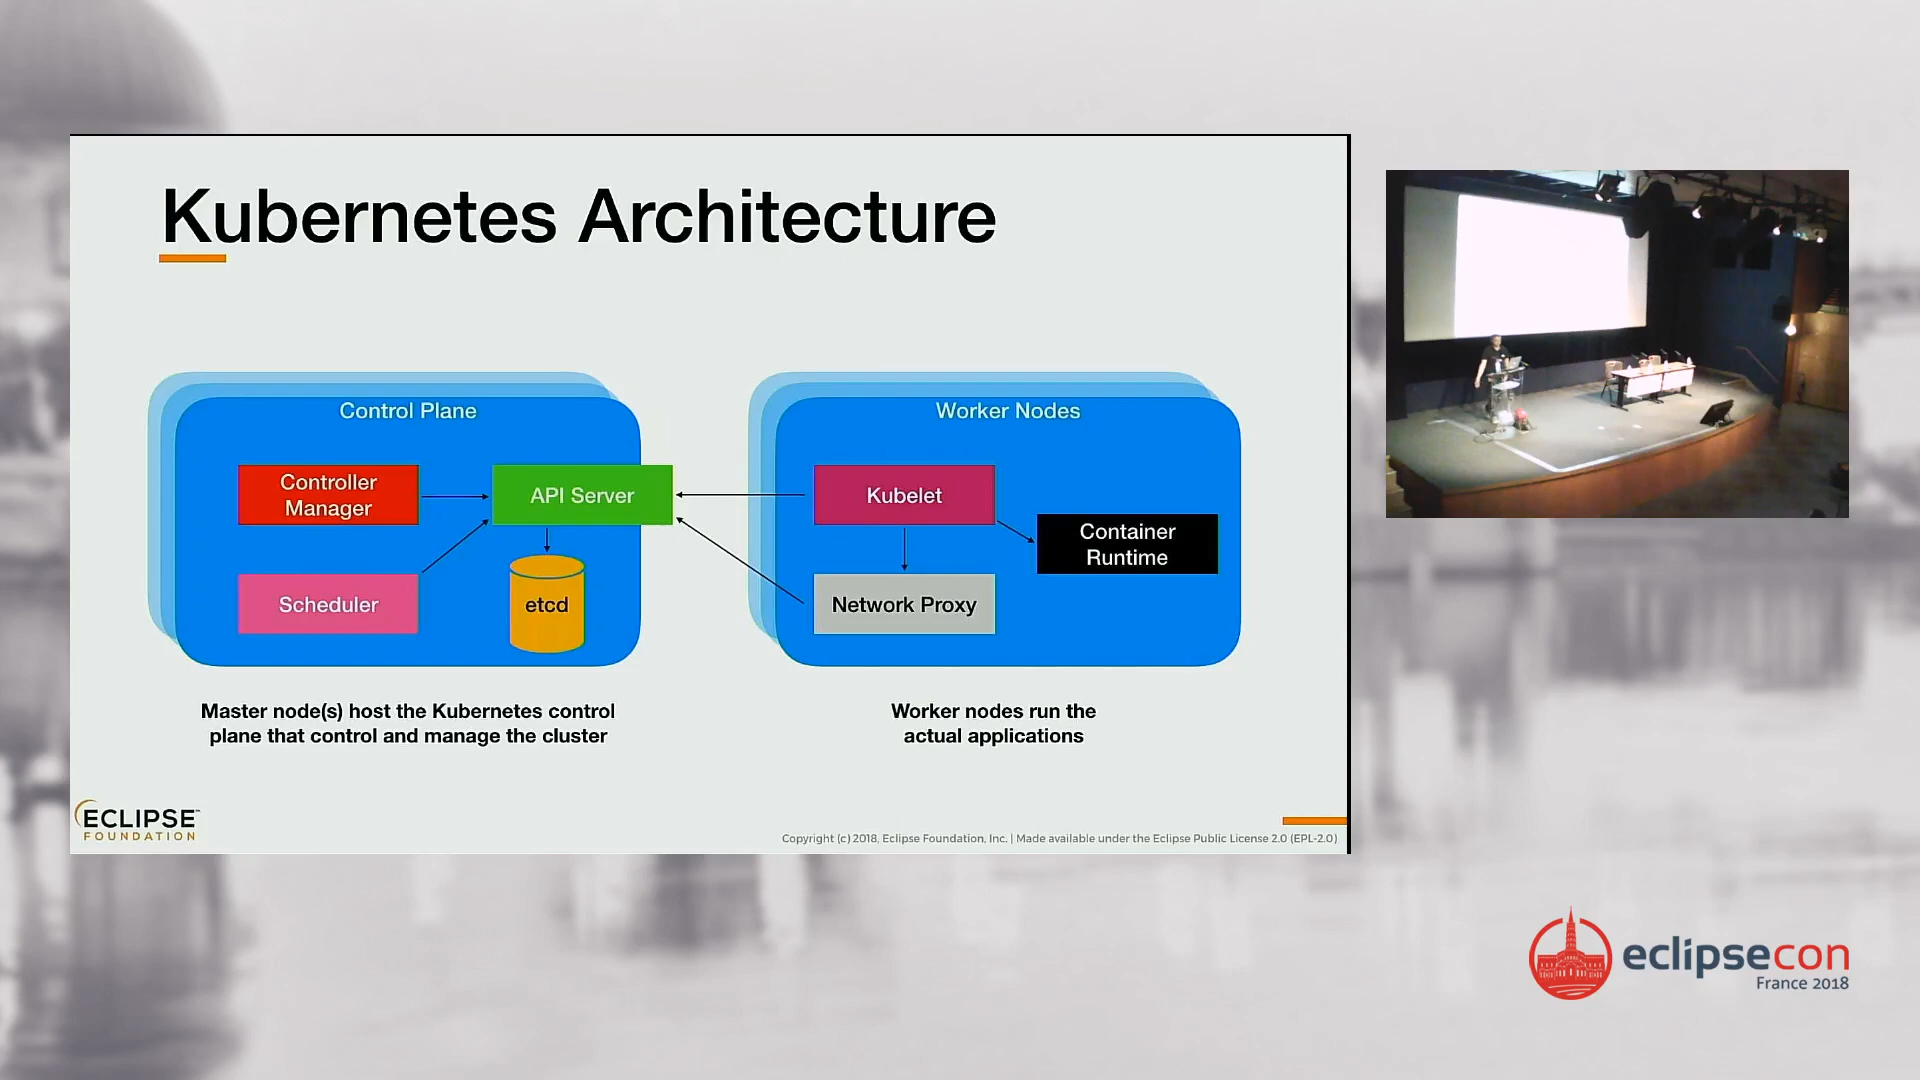 Kubernetes Architecture
Control Plane
Controller
Manager
API Server
Scheduler
etcd
Worker Nodes
Kubelet
Container
Runtime
Network Proxy
Master node(s) host the Kubernetes control
plane that control and manage the cluster
Worker nodes run the
actual applications
ECLIPSE™
FOUNDATION
Copyright (c) 2018, Eclipse Foundation, Inc. | Made available under the Eclipse Public License 2.0 (EPL-2.0)
eclipsecon
France 2018